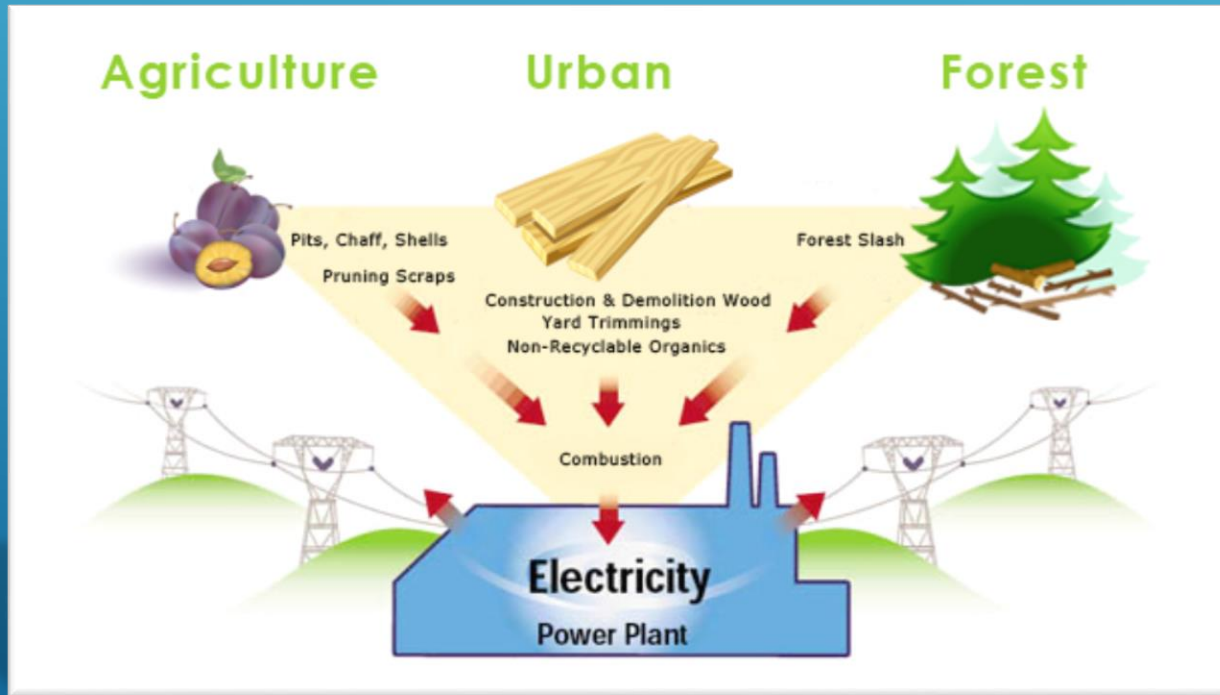 Agriculture
Urban
Forest
Pits, Chaff, Shells
Pruning Scraps
Construction & Demolition Wood
Yard Trimmings
Non-Recyclable Organics
Forest Slash
Combustion
Electricity
Power Plant